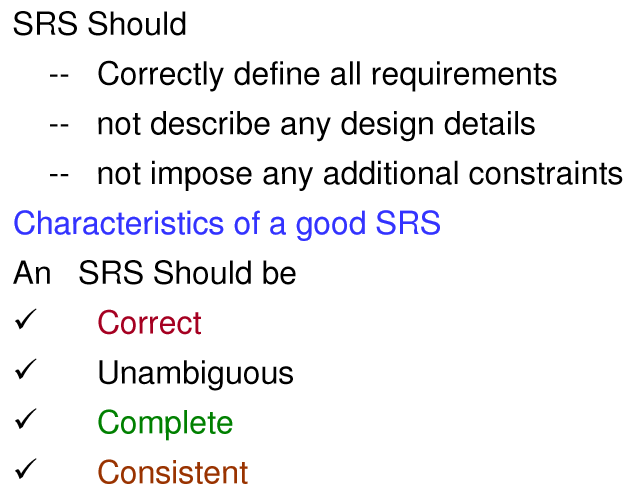 SRS Should
-- Correctly define all requirements
-- not describe any design details
-- not impose any additional constraints
Characteristics of a good SRS
An SRS Should be
✓ Correct
✓ Unambiguous
✓ Complete
✓ Consistent